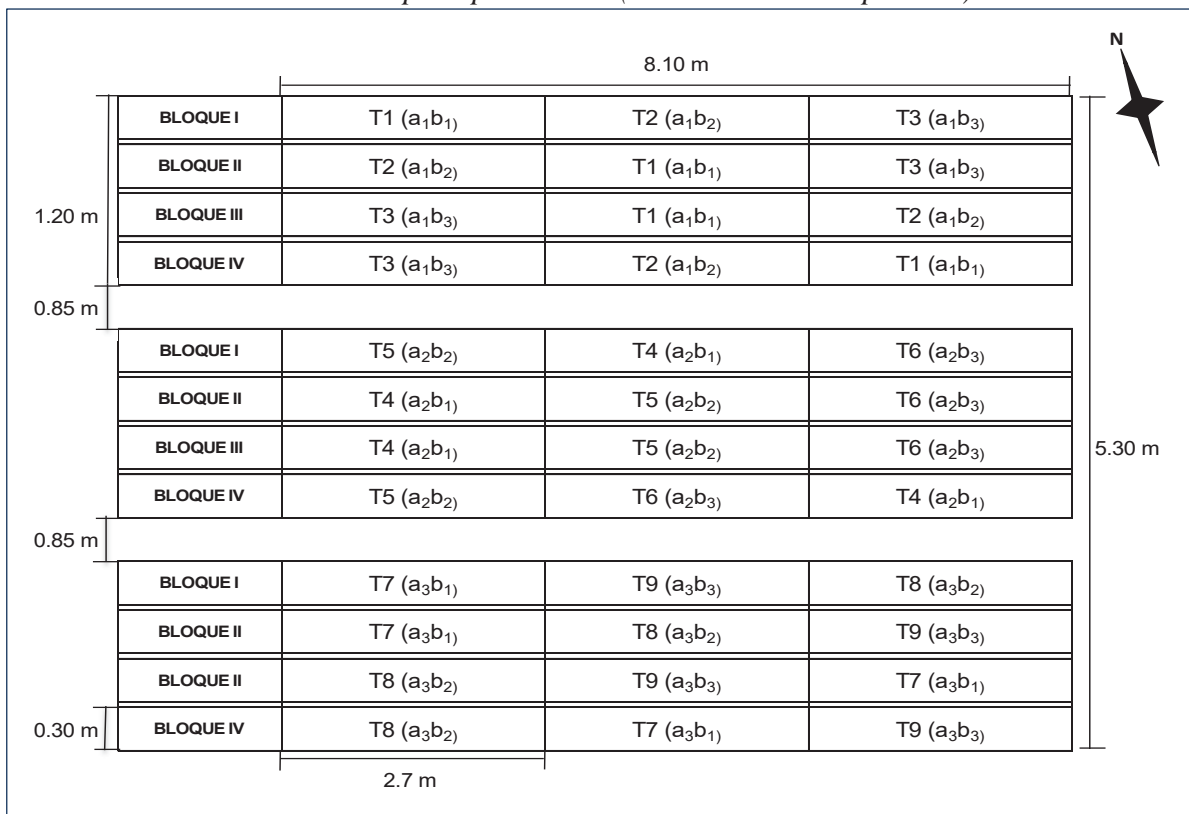 N
8.10 m
BLOQUE I T1 (a₁b₁₎ T2 (a₁b₂₎ T3 (a₁b₃₎
BLOQUE II T2 (a₁b₂₎ T1 (a₁b₁₎ T3 (a₁b₃₎
1.20 m BLOQUE III T3 (a₁b₃₎ T1 (a₁b₁₎ T2 (a₁b₂₎
BLOQUE IV T3 (a₁b₃₎ T2 (a₁b₂₎ T1 (a₁b₁₎
0.85 m
BLOQUE I T5 (a₂b₂₎ T4 (a₂b₁₎ T6 (a₂b₃₎
BLOQUE II T4 (a₂b₁₎ T5 (a₂b₂₎ T6 (a₂b₃₎
BLOQUE III T4 (a₂b₁₎ T5 (a₂b₂₎ T6 (a₂b₃₎ 5.30 m
BLOQUE IV T5 (a₂b₂₎ T6 (a₂b₃₎ T4 (a₂b₁₎
0.85 m
BLOQUE I T7 (a₃b₁₎ T9 (a₃b₃₎ T8 (a₃b₂₎
BLOQUE II T7 (a₃b₁₎ T8 (a₃b₂₎ T9 (a₃b₃₎
BLOQUE II T8 (a₃b₂₎ T9 (a₃b₃₎ T7 (a₃b₁₎
0.30 m BLOQUE IV T8 (a₃b₂₎ T7 (a₃b₁₎ T9 (a₃b₃₎
2.7 m